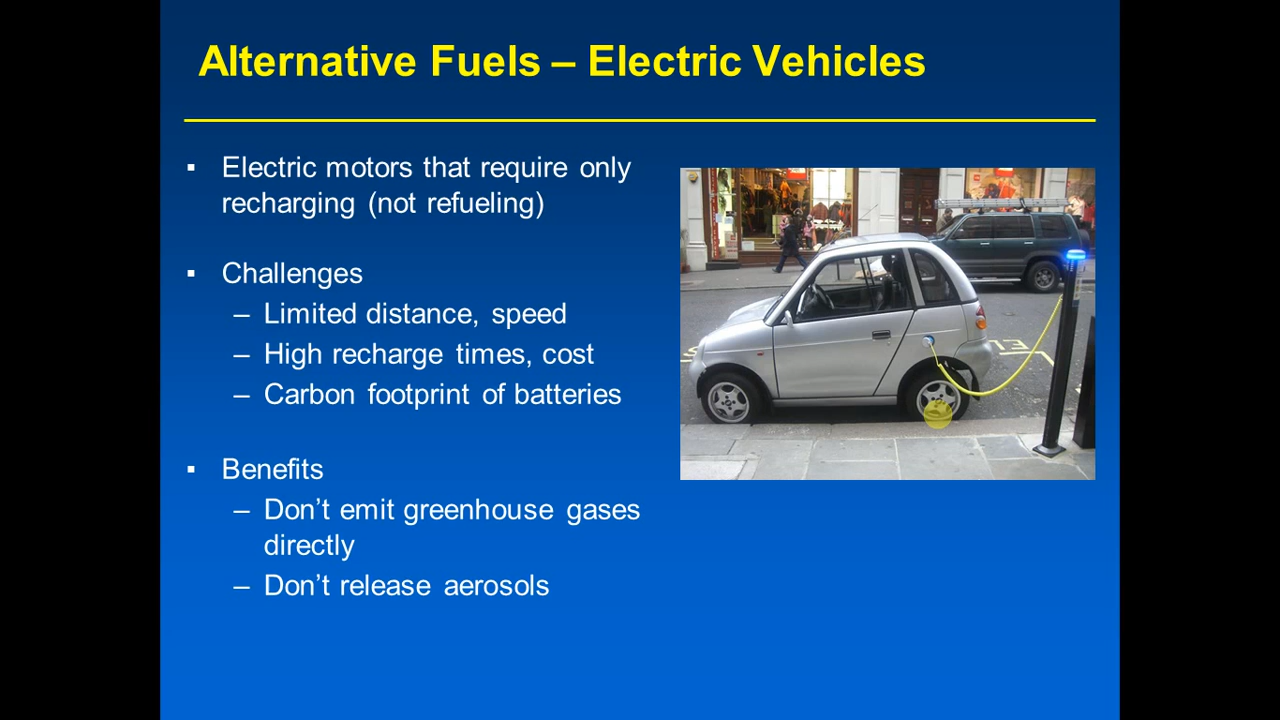 Alternative Fuels – Electric Vehicles
▪ Electric motors that require only
recharging (not refueling)
▪ Challenges
– Limited distance, speed
– High recharge times, cost
– Carbon footprint of batteries
▪ Benefits
– Don’t emit greenhouse gases
directly
– Don’t release aerosols